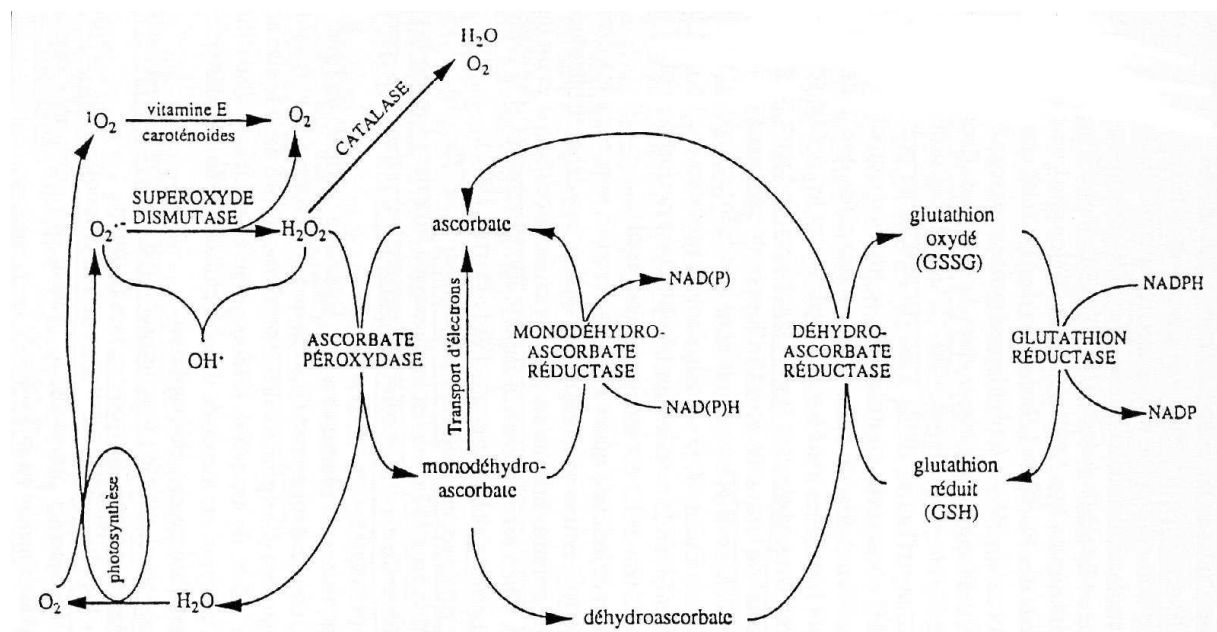 H₂O
O₂
CATALASE
¹O₂
vitamine E
caroténoides
O₂
SUPEROXYDE
DISMUTASE
O₂·-
H₂O₂
OH·
ASCORBATE
PÉROXYDASE
ascorbate
Transport d'électrons
monodéhydro-
ascorbate
NAD(P)
MONODÉHYDRO-
ASCORBATE
RÉDUCTASE
NAD(P)H
DÉHYDRO-
ASCORBATE
RÉDUCTASE
glutathion
oxydé
(GSSG)
NADPH
GLUTATHION
RÉDUCTASE
NADP
glutathion
réduit
(GSH)
photosynthèse
O₂
H₂O
déhydroascorbate